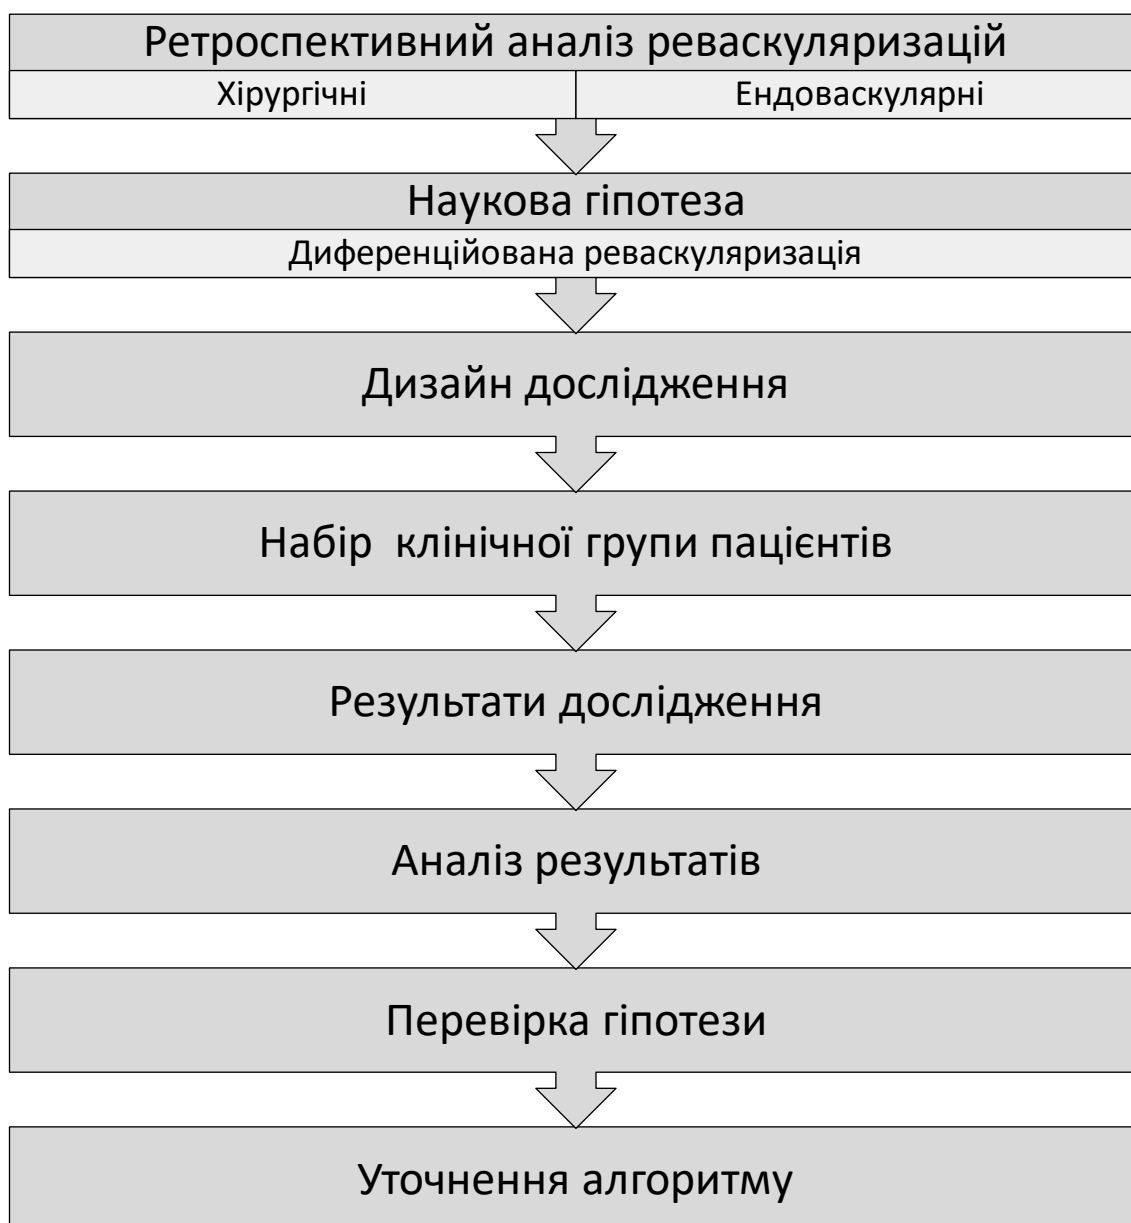 Ретроспективний аналіз реваскуляризацій
Хірургічні
Ендоваскулярні
Наукова гіпотеза
Диференційована реваскуляризація
Дизайн дослідження
Набір  клінічної групи пацієнтів
Результати дослідження
Аналіз результатів
Перевірка гіпотези
Уточнення алгоритму